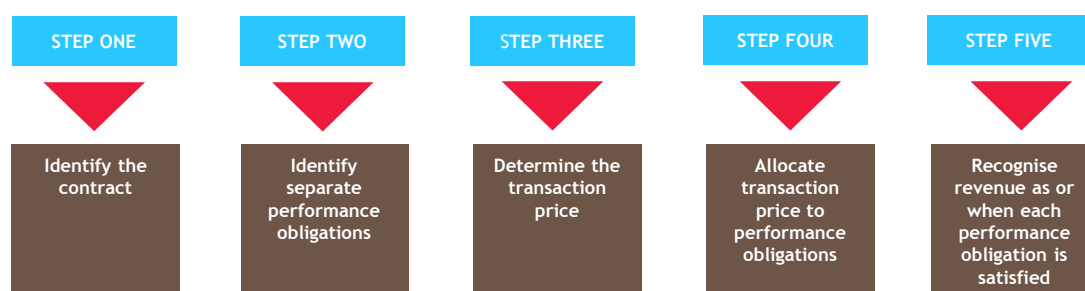 STEP ONE
STEP TWO
STEP THREE
STEP FOUR
STEP FIVE
Identify the
contract
Identify
separate
performance
obligations
Determine the
transaction
price
Allocate
transaction
price to
performance
obligations
Recognise
revenue as or
when each
performance
obligation is
satisfied